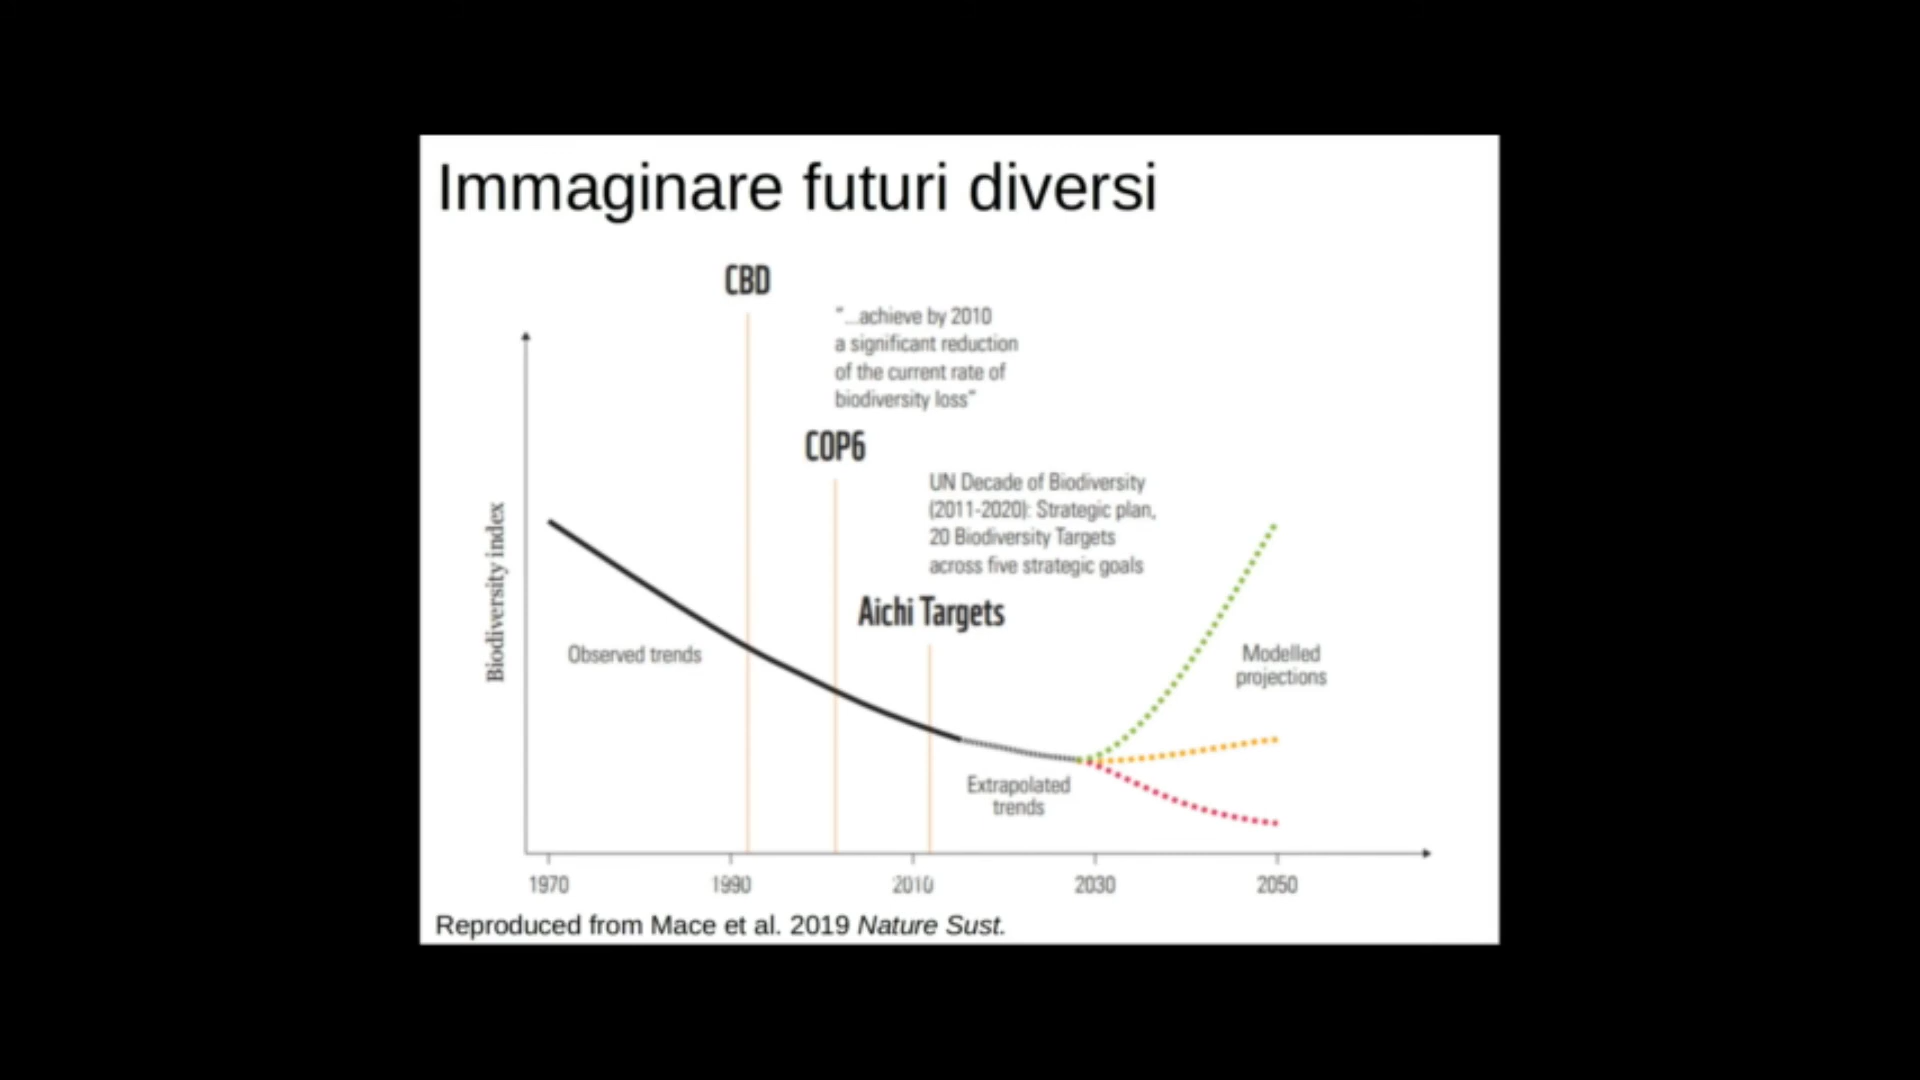 Immaginare futuri diversi
CBD
"...achieve by 2010
a significant reduction
of the current rate of
biodiversity loss"
COP6
UN Decade of Biodiversity
(2011-2020): Strategic plan,
20 Biodiversity Targets
across five strategic goals
Aichi Targets
Biodiversity index
Observed trends
Modelled
projections
Extrapolated
trends
1970 1990 2010 2030 2050
Reproduced from Mace et al. 2019 Nature Sust.